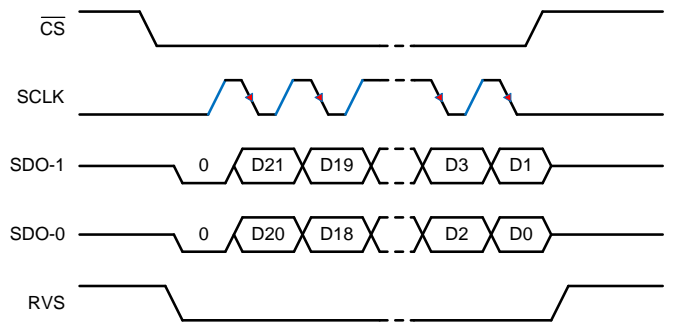 CS
SCLK
SDO-1 0 D21 D19 D3 D1
SDO-0 0 D20 D18 D2 D0
RVS